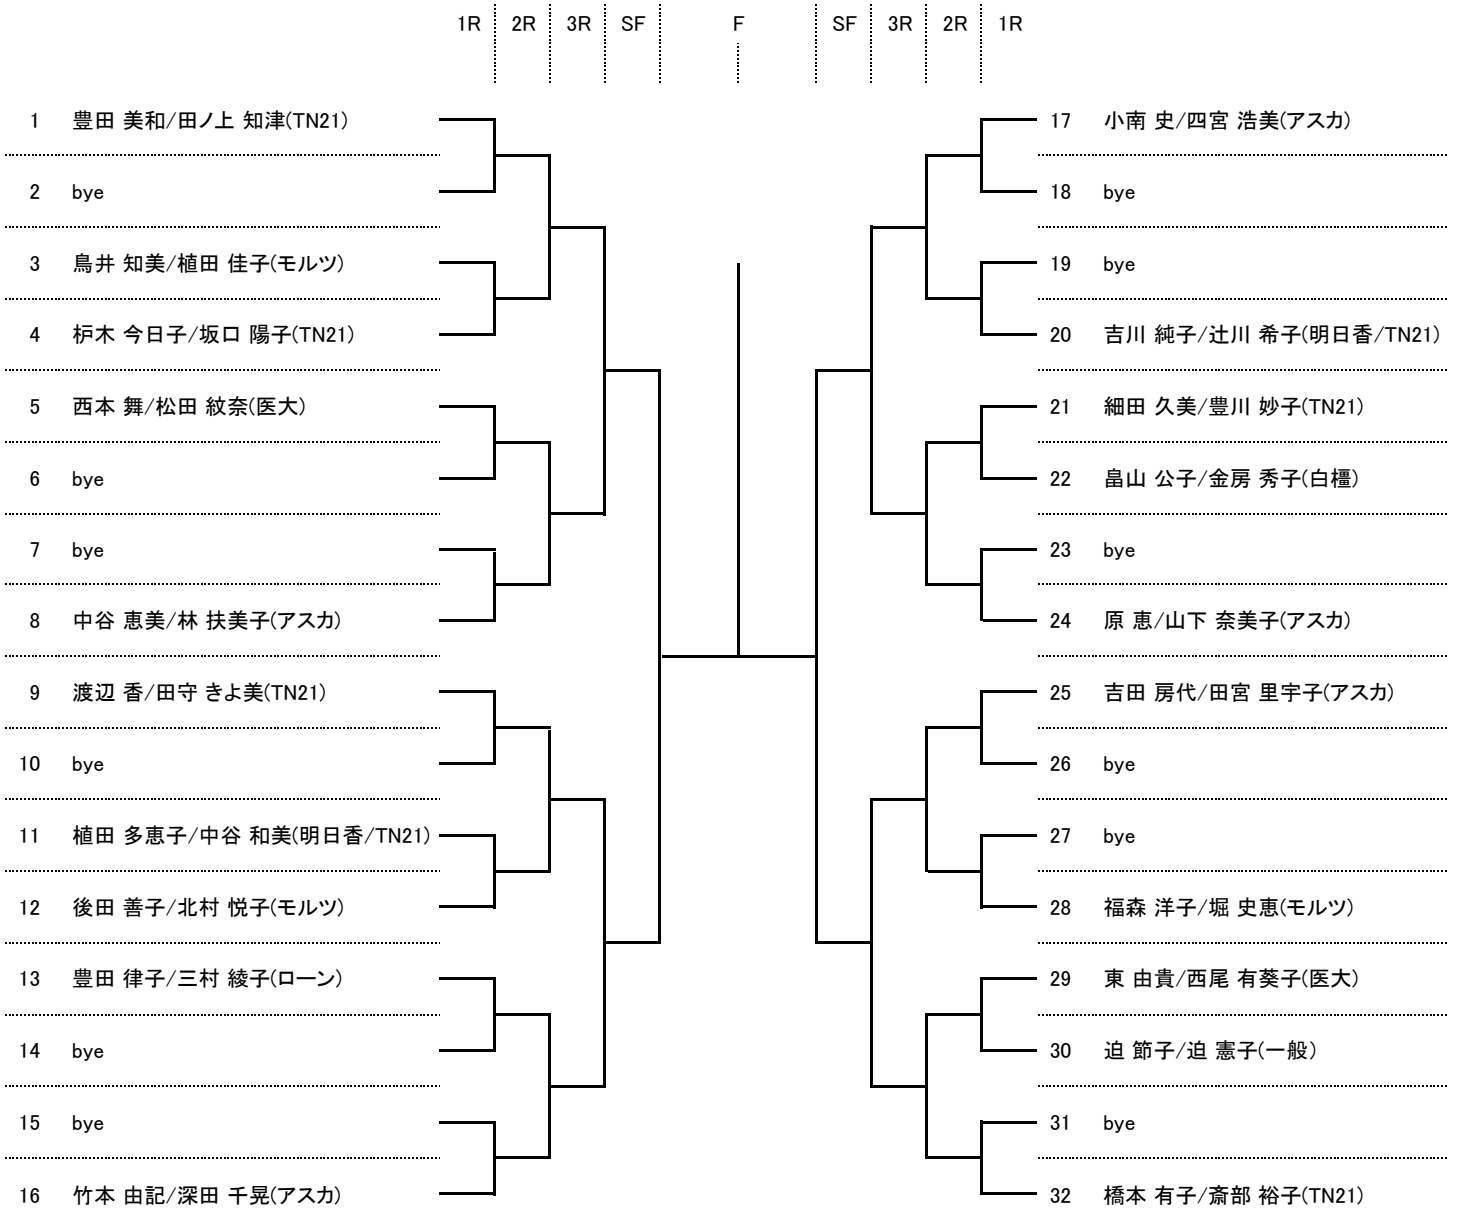 1R 2R 3R SF F SF 3R 2R 1R
1 豊田 美和/田ノ上 知津(TN21)
2 bye
3 鳥井 知美/植田 佳子(モルツ)
4 枦木 今日子/坂口 陽子(TN21)
5 西本 舞/松田 紋奈(医大)
6 bye
7 bye
8 中谷 恵美/林 扶美子(アスカ)
9 渡辺 香/田守 きよ美(TN21)
10 bye
11 植田 多恵子/中谷 和美(明日香/TN21)
12 後田 善子/北村 悦子(モルツ)
13 豊田 律子/三村 綾子(ローン)
14 bye
15 bye
16 竹本 由記/深田 千晃(アスカ)
17 小南 史/四宮 浩美(アスカ)
18 bye
19 bye
20 吉川 純子/辻川 希子(明日香/TN21)
21 細田 久美/豊川 妙子(TN21)
22 畠山 公子/金房 秀子(白橿)
23 bye
24 原 恵/山下 奈美子(アスカ)
25 吉田 房代/田宮 里宇子(アスカ)
26 bye
27 bye
28 福森 洋子/堀 史恵(モルツ)
29 東 由貴/西尾 有葵子(医大)
30 迫 節子/迫 憲子(一般)
31 bye
32 橋本 有子/斎部 裕子(TN21)